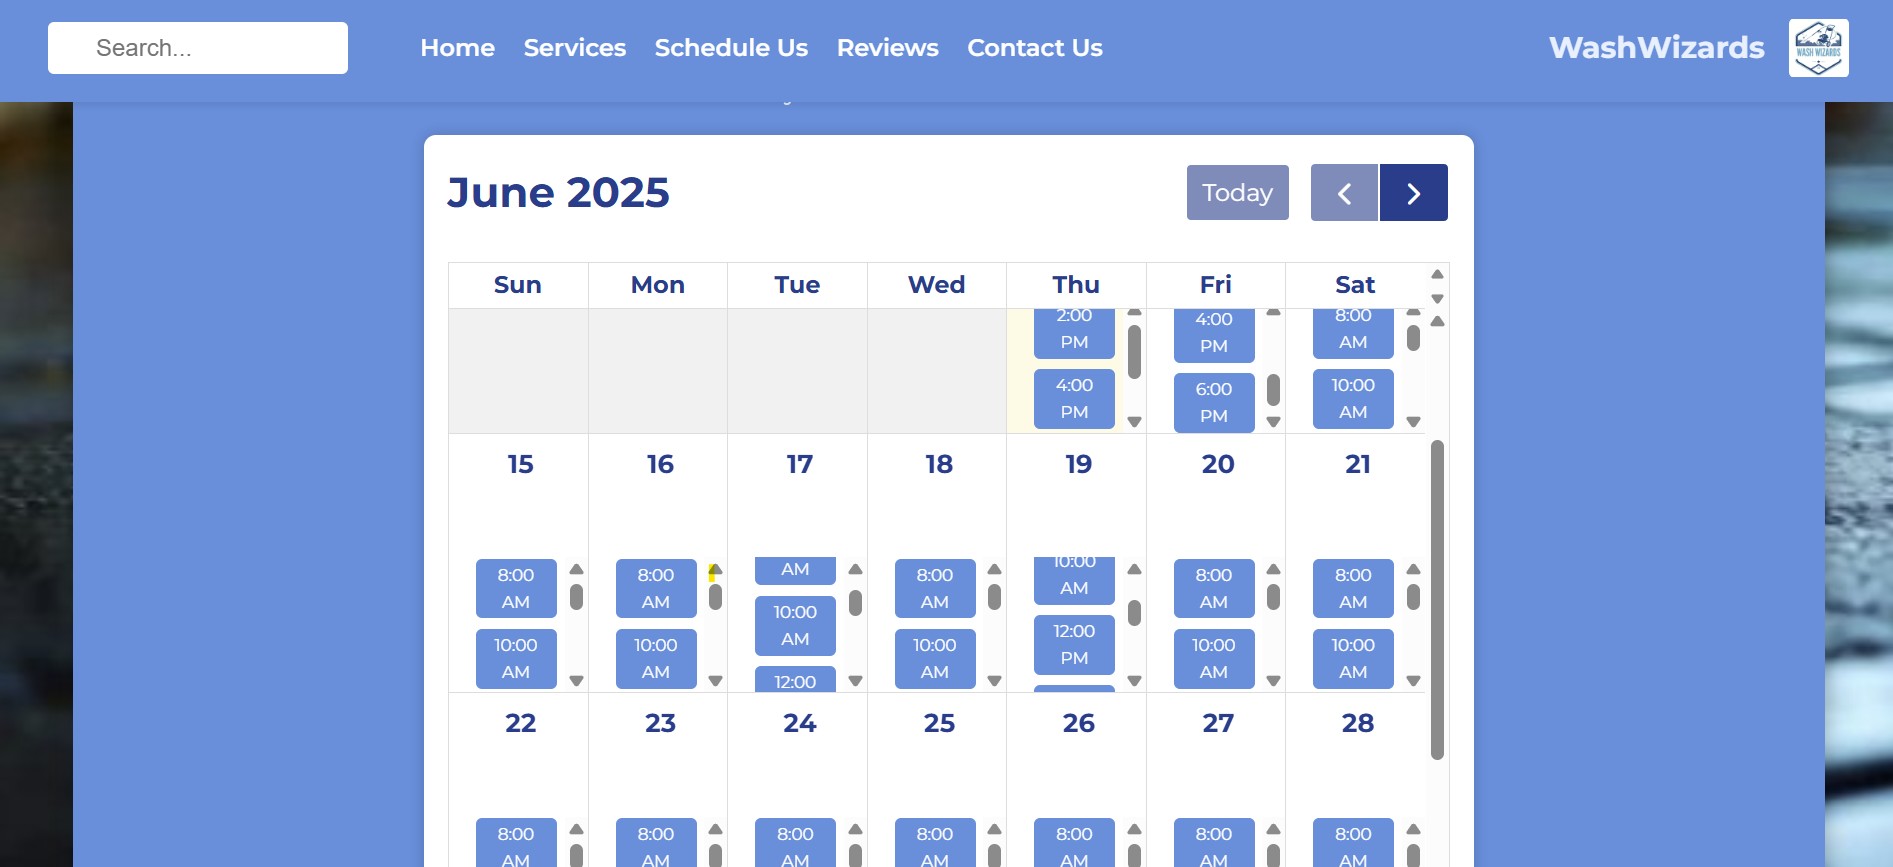 Search...
Home Services Schedule Us Reviews Contact Us
WashWizards
WASH WIZARDS
June 2025
Today
Sun Mon Tue Wed Thu Fri Sat
2:00 PM
4:00 PM
4:00 PM
6:00 PM
8:00 AM
10:00 AM
15 16 17 18 19 20 21
8:00 AM
10:00 AM
8:00 AM
10:00 AM
AM
10:00 AM
12:00
8:00 AM
10:00 AM
10:00 AM
12:00 PM
8:00 AM
10:00 AM
8:00 AM
10:00 AM
22 23 24 25 26 27 28
8:00 AM
8:00 AM
8:00 AM
8:00 AM
8:00 AM
8:00 AM
8:00 AM